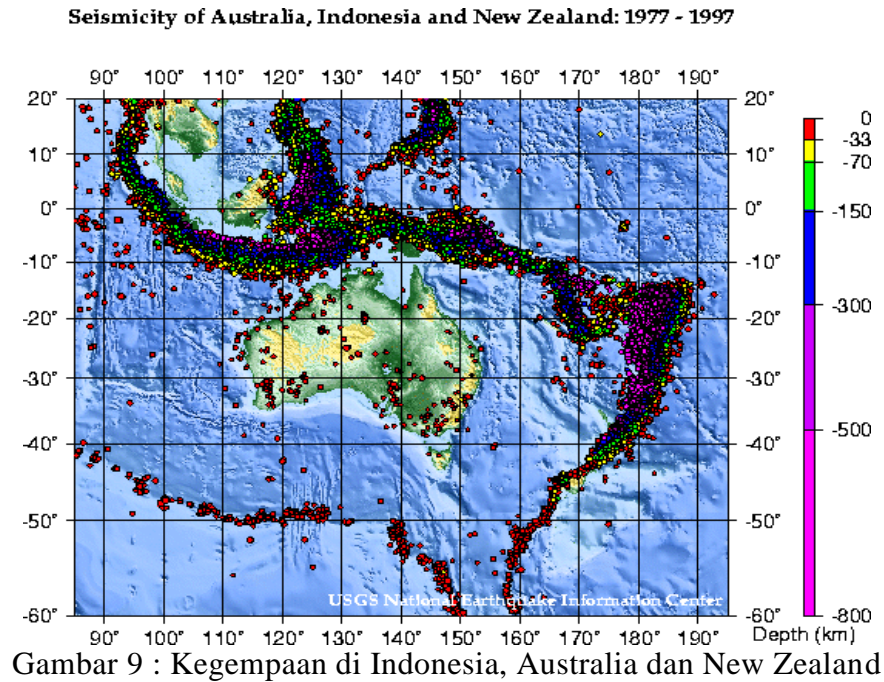 Seismicity of Australia, Indonesia and New Zealand: 1977 - 1997
90° 100° 110° 120° 130° 140° 150° 160° 170° 180° 190°
20° 20°
10° 10°
0° 0°
-10° -10°
-20° -20°
-30° -30°
-40° -40°
-50° -50°
-60° -60°
0
-33
-70
-150
-300
-500
-800
USGS National Earthquake Information Center
90° 100° 110° 120° 130° 140° 150° 160° 170° 180° 190°
Depth (km)
Gambar 9 : Kegempaan di Indonesia, Australia dan New Zealand